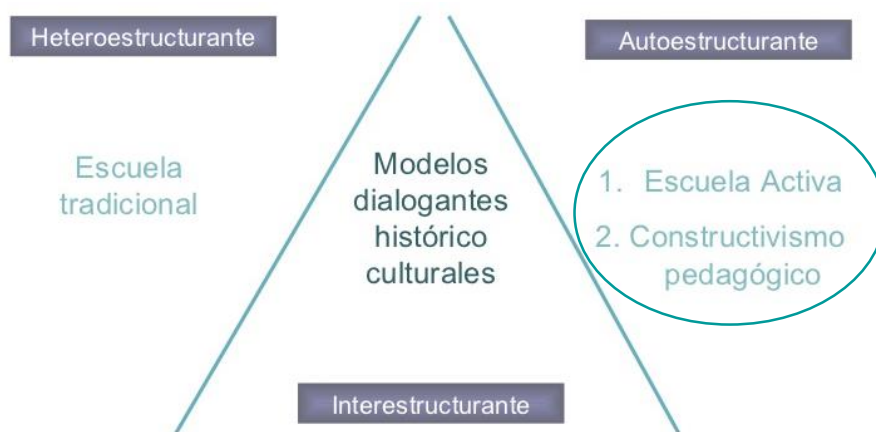 Heteroestructurante
Autoestructurante
Escuela
tradicional
Modelos
dialogantes
histórico
culturales
1. Escuela Activa
2. Constructivismo
pedagógico
Interestructurante